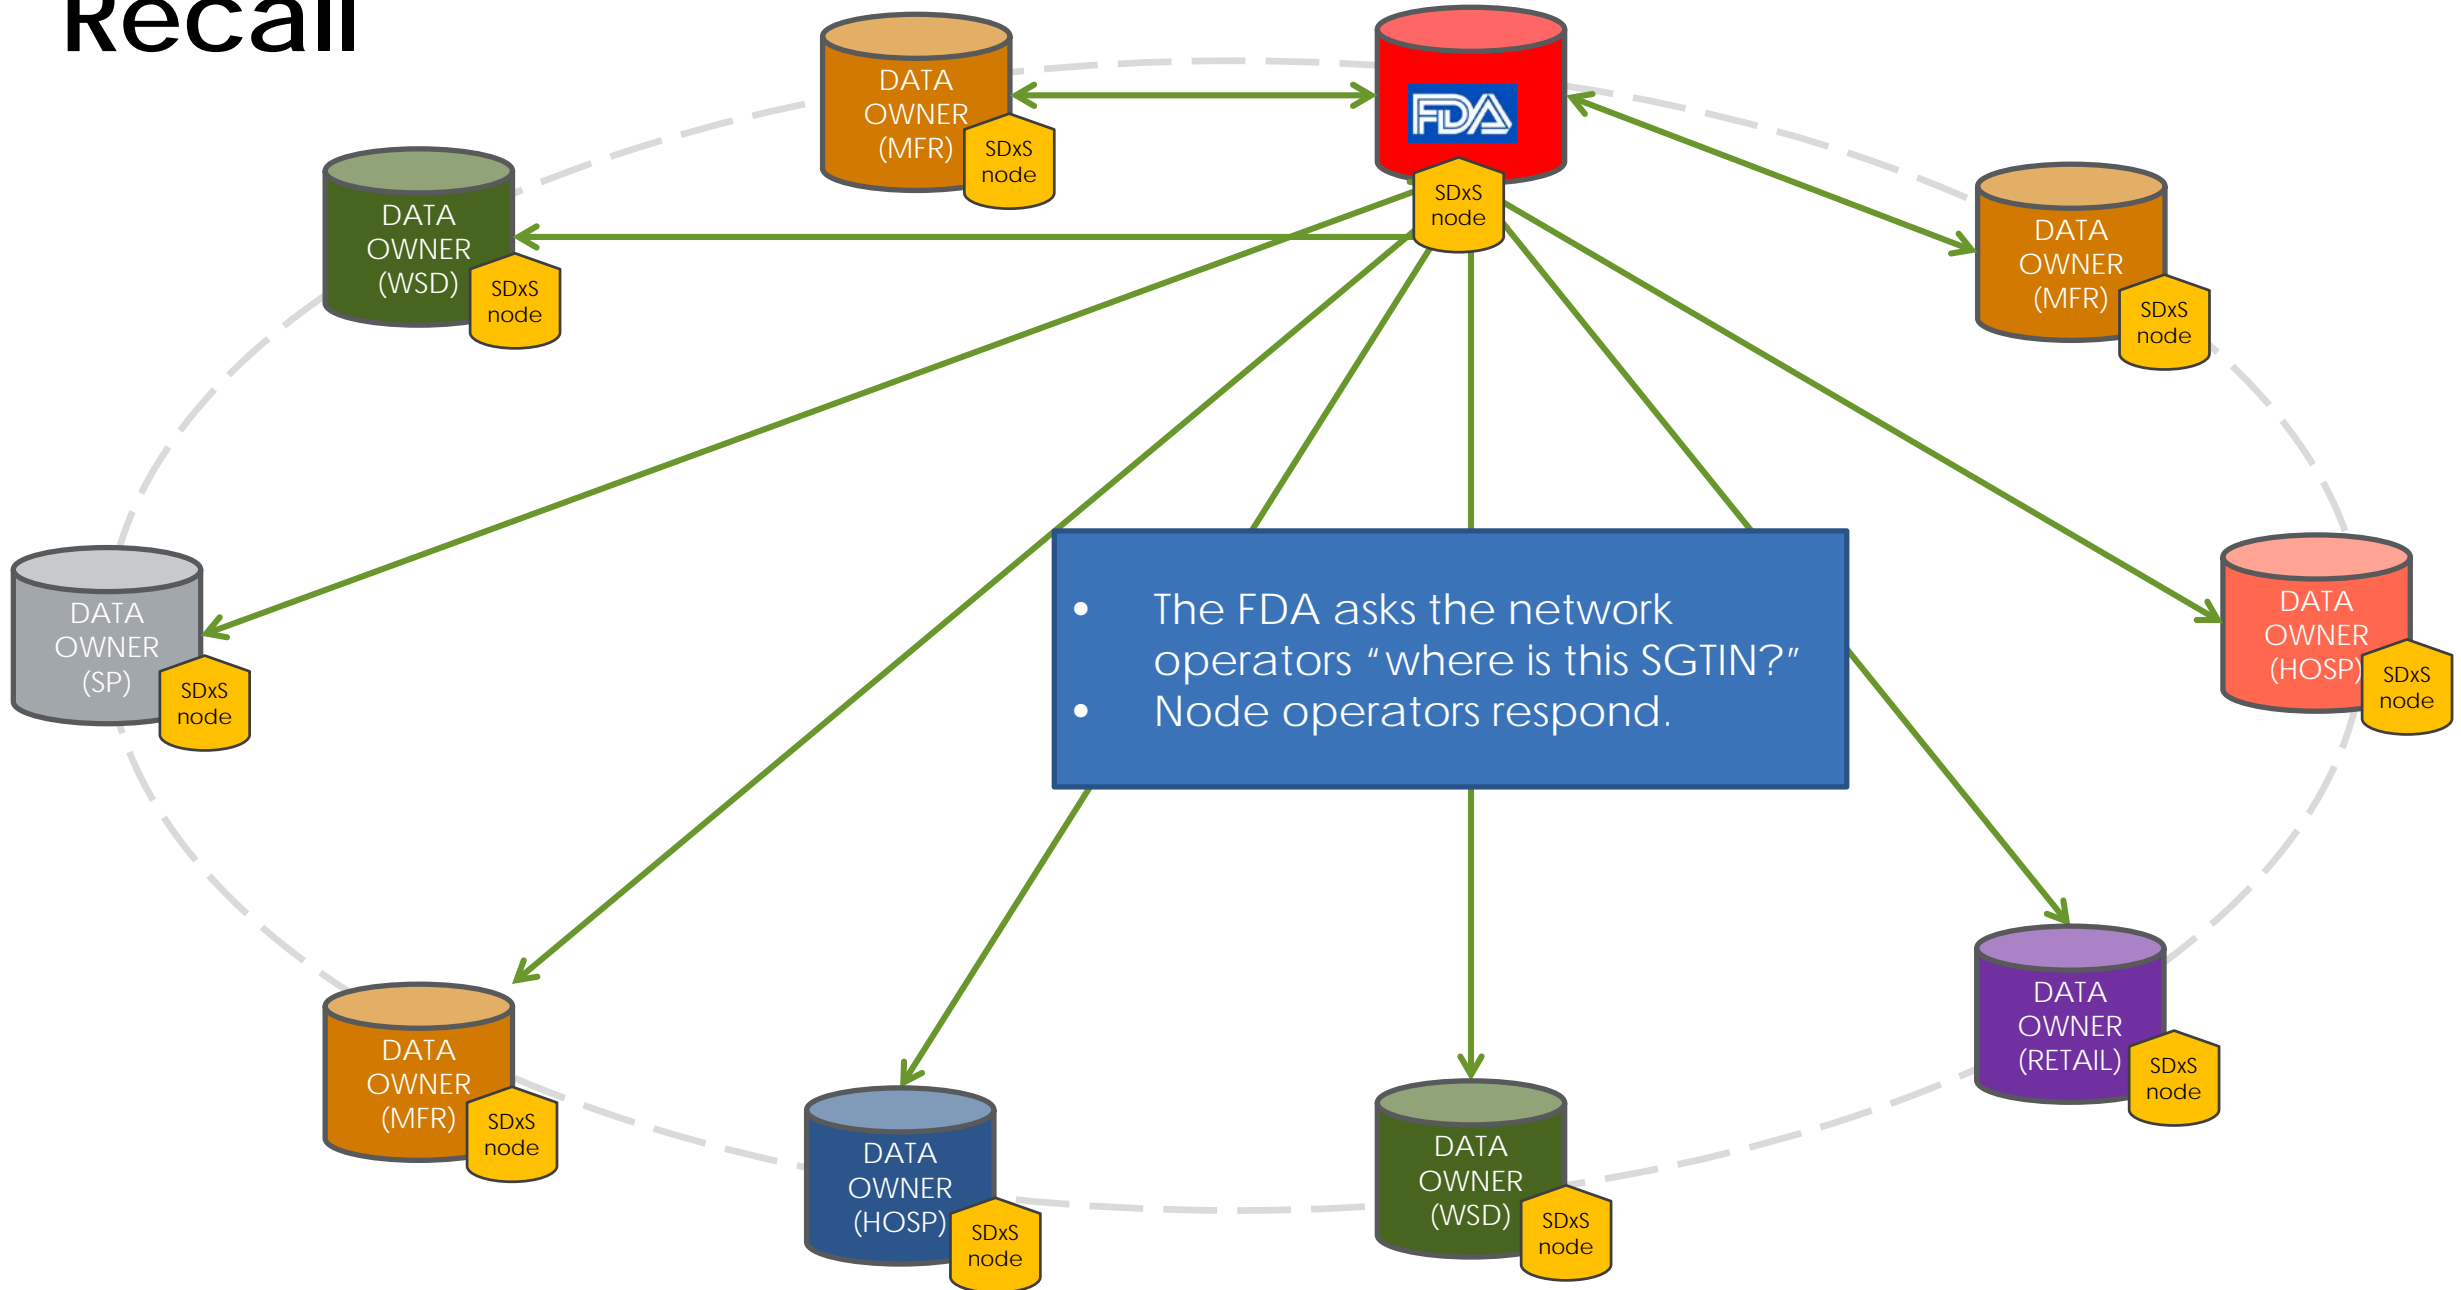 Recall
DATA
OWNER
(MFR)
SDxS
node
FDA
SDxS
node
DATA
OWNER
(WSD)
SDxS
node
DATA
OWNER
(MFR)
SDxS
node
DATA
OWNER
(SP)
SDxS
node
• The FDA asks the network
operators “where is this SGTIN?”
• Node operators respond.
DATA
OWNER
(HOSP)
SDxS
node
DATA
OWNER
(MFR)
SDxS
node
DATA
OWNER
(HOSP)
SDxS
node
DATA
OWNER
(WSD)
SDxS
node
DATA
OWNER
(RETAIL)
SDxS
node